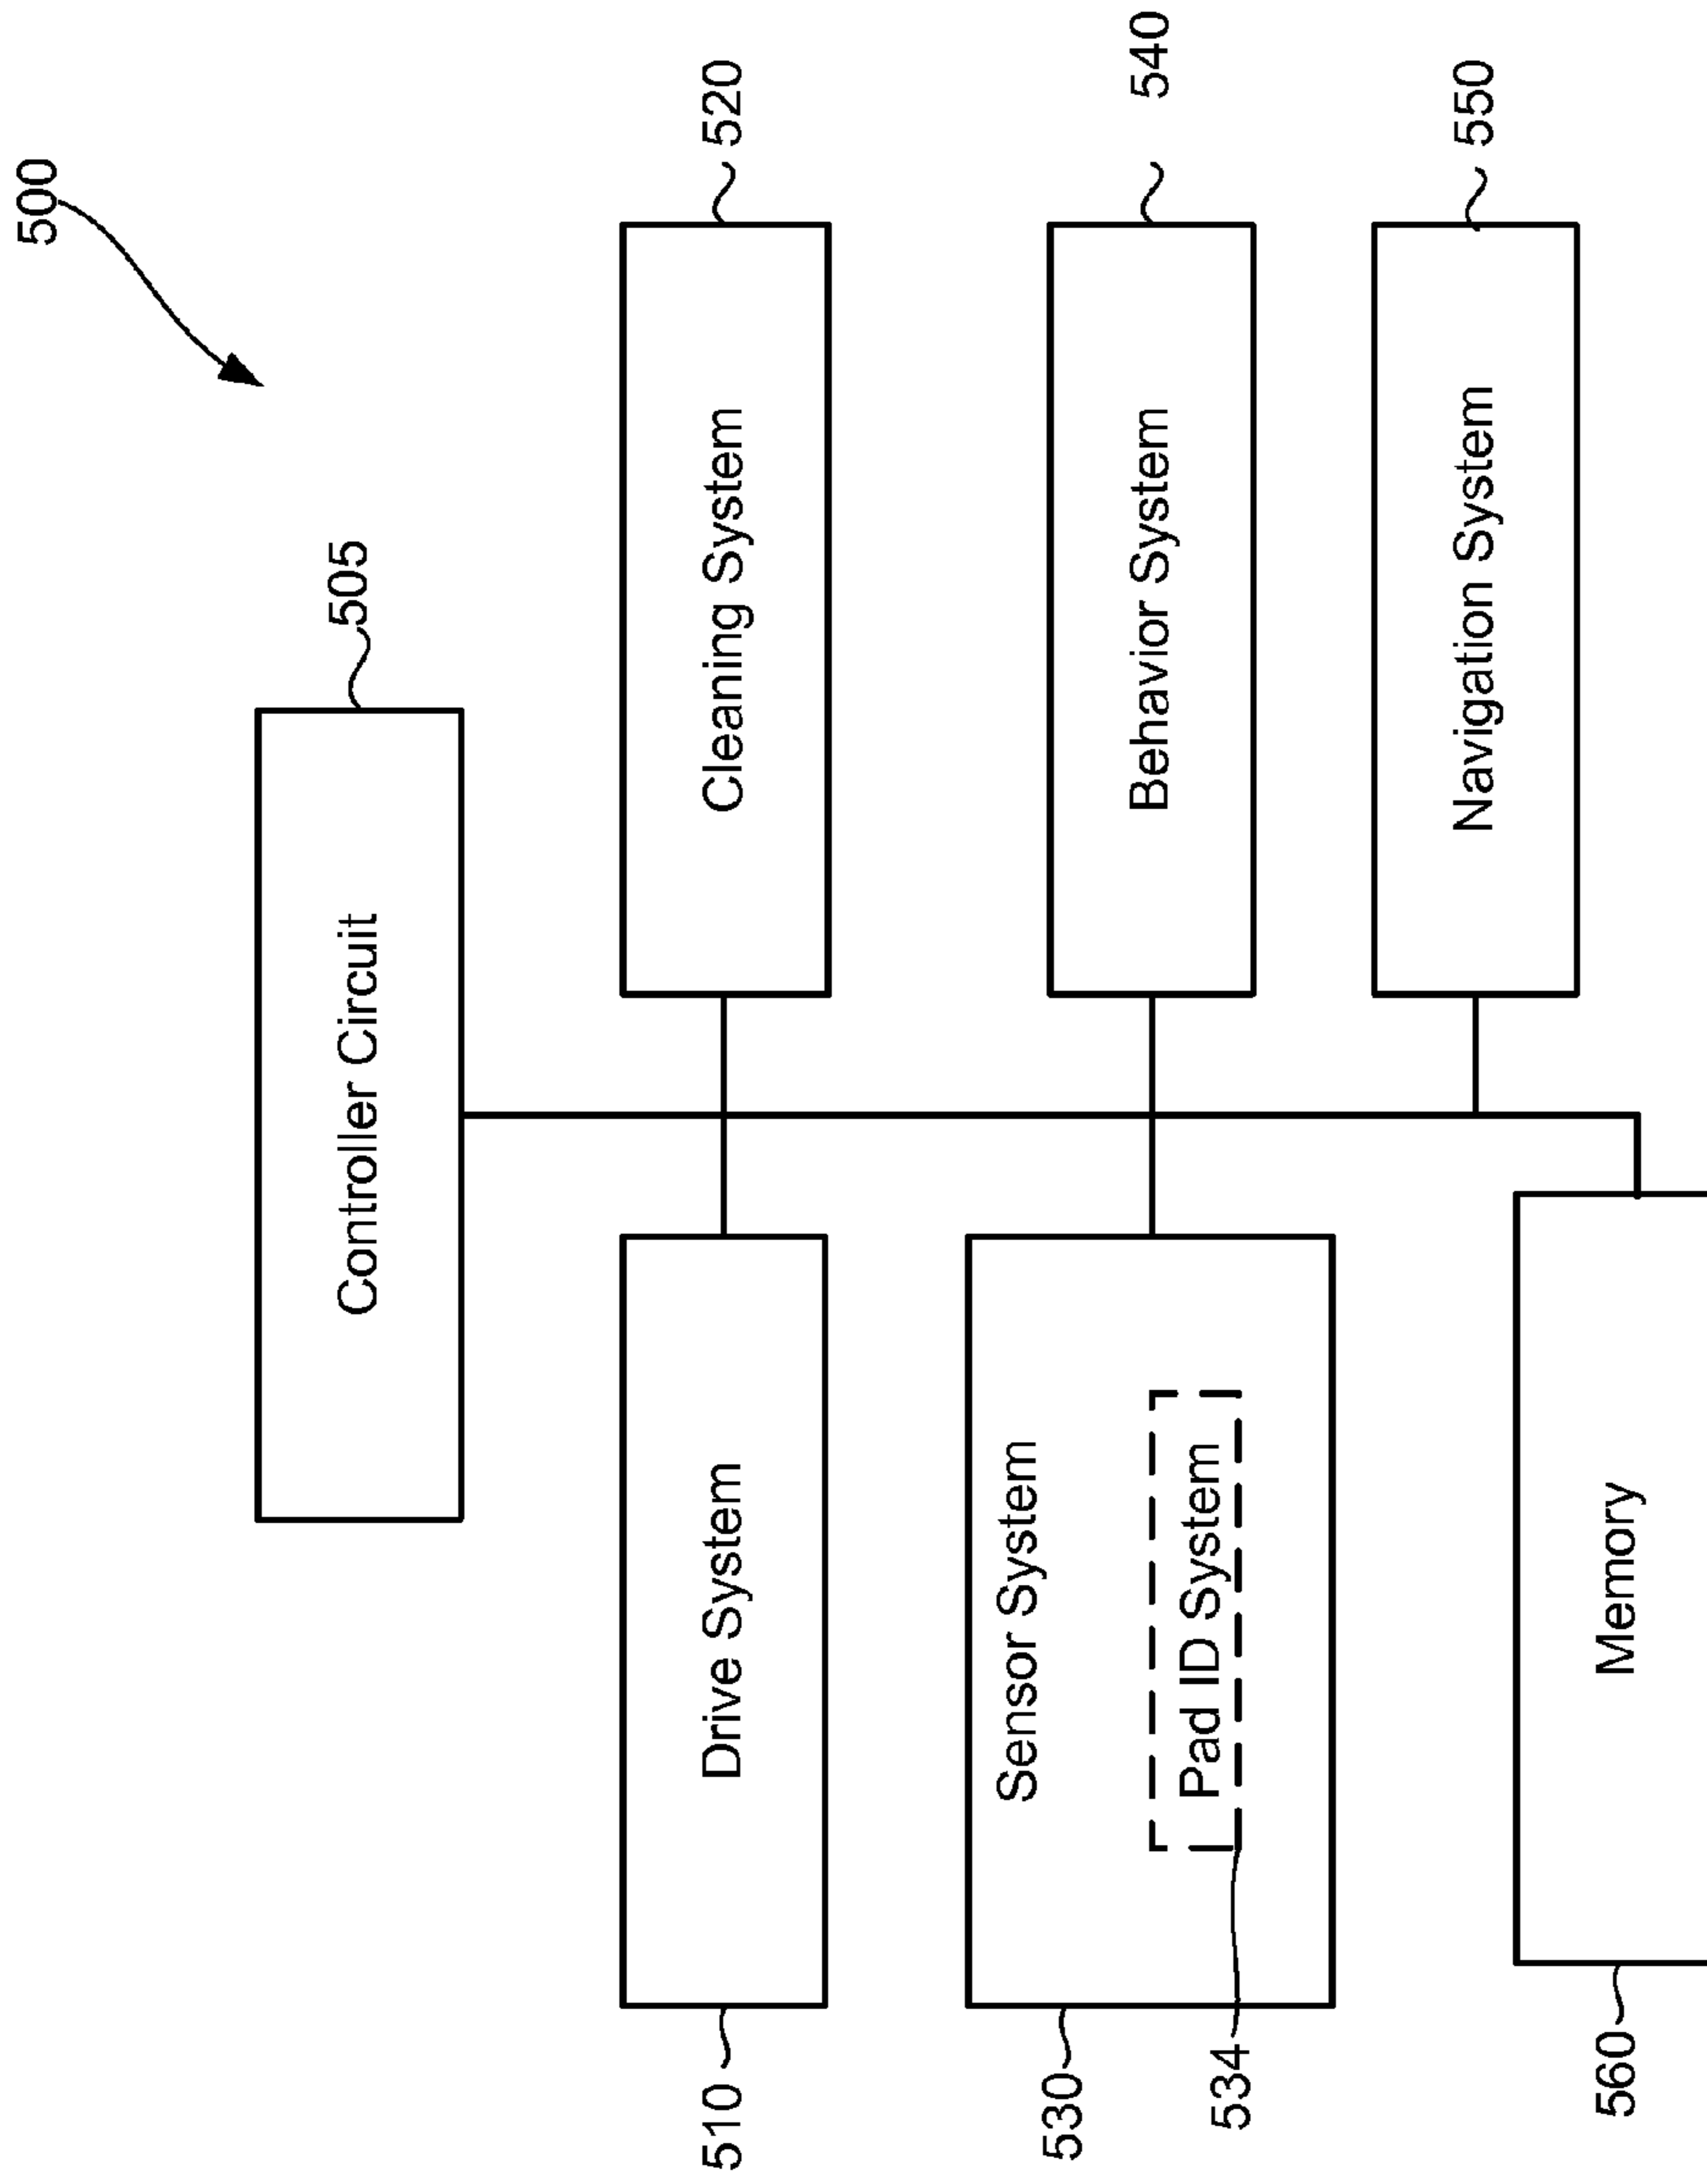 500
Controller Circuit
505
510
Drive System
Cleaning System
520
530
Sensor System
534
Pad ID System
Behavior System
540
Navigation System
550
560
Memory